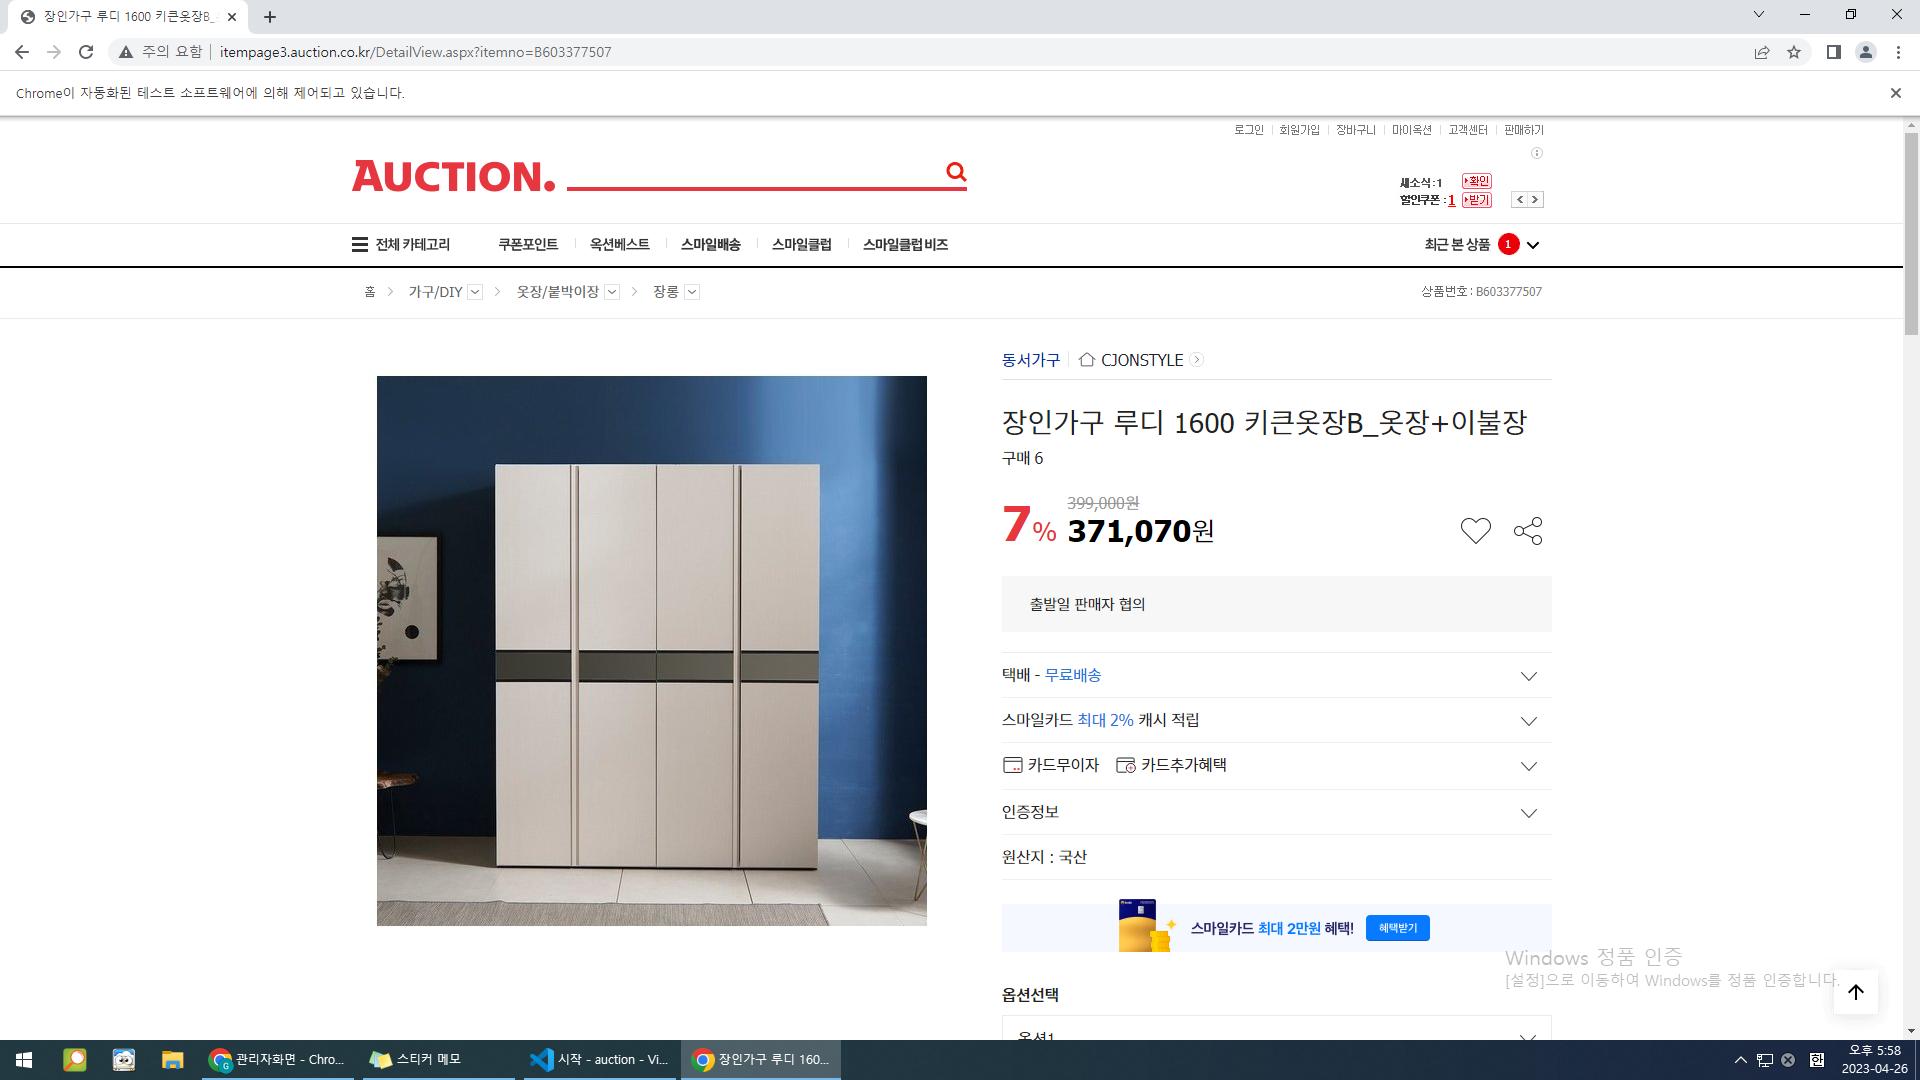 장인가구 루디 1600 키큰옷장B_
주의 요함
itempage3.auction.co.kr/DetailView.aspx?itemno=B603377507
Chrome이 자동화된 테스트 소프트웨어에 의해 제어되고 있습니다.
로그인 회원가입 장바구니 마이옥션 고객센터 판매하기
AUCTION.
새소식 : 1 확인
할인쿠폰 : 1 받기
전체 카테고리 쿠폰포인트 옥션베스트 스마일배송 스마일클럽 스마일클럽 비즈 최근 본 상품 1
홈 가구/DIY 옷장/붙박이장 장롱 상품번호 : B603377507
동서가구 CJONSTYLE
장인가구 루디 1600 키큰옷장B_옷장+이불장
구매 6
399,000원
7% 371,070원
출발일 판매자 협의
택배 - 무료배송
스마일카드 최대 2% 캐시 적립
카드무이자 카드추가혜택
인증정보
원산지 : 국산
스마일카드 최대 2만원 혜택! 혜택받기
Windows 정품 인증
[설정]으로 이동하여 Windows를 정품 인증합니다.
옵션선택
옵션1
관리자화면 - Chro... 스티커 메모 시작 - auction - Vi... 장인가구 루디 160...
한 오후 5:58
2023-04-26